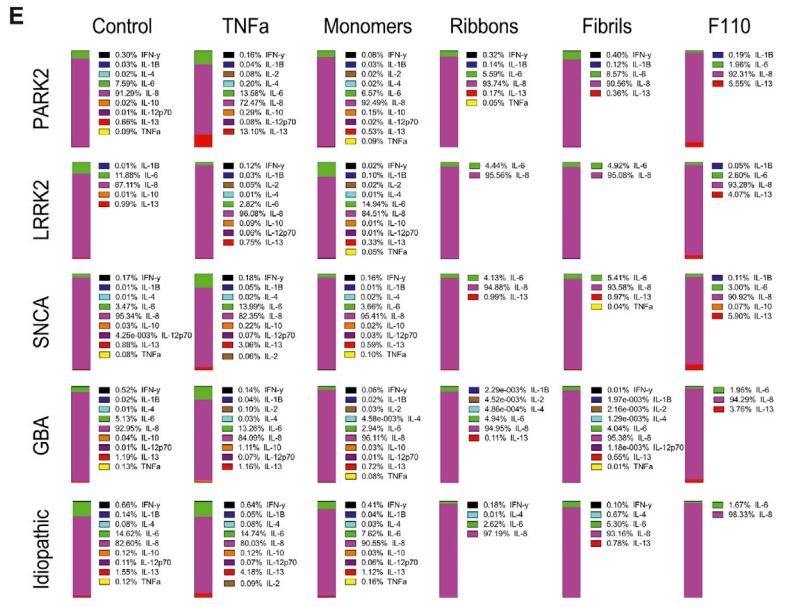 E
Control TNFa Monomers Ribbons Fibrils F110
PARK2
0.30% IFN-y
0.03% IL-1B
0.02% IL-4
7.59% IL-6
91.29% IL-8
0.02% IL-10
0.01% IL-12p70
0.66% IL-13
0.09% TNFa
0.16% IFN-y
0.04% IL-1B
0.08% IL-2
0.20% IL-4
13.58% IL-6
72.47% IL-8
0.29% IL-10
0.08% IL-12p70
13.10% IL-13
0.08% IFN-y
0.03% IL-1B
0.02% IL-2
0.02% IL-4
6.57% IL-6
92.49% IL-8
0.15% IL-10
0.02% IL-12p70
0.53% IL-13
0.09% TNFa
0.32% IFN-y
5.59% IL-6
93.74% IL-8
0.17% IL-13
0.05% TNFa
0.40% IFN-y
0.12% IL-1B
8.57% IL-6
90.56% IL-8
0.36% IL-13
0.19% IL-1B
1.96% IL-6
92.31% IL-8
5.55% IL-13
LRRK2
0.01% IL-1B
11.88% IL-6
87.11% IL-8
0.01% IL-10
0.99% IL-13
0.12% IFN-y
0.03% IL-1B
0.05% IL-2
0.01% IL-4
2.82% IL-6
96.08% IL-8
0.09% IL-10
0.06% IL-12p70
0.75% IL-13
0.02% IFN-y
0.10% IL-1B
0.02% IL-2
0.01% IL-4
14.94% IL-6
84.51% IL-8
0.01% IL-10
0.01% IL-12p70
0.33% IL-13
0.05% TNFa
4.44% IL-6
95.56% IL-8
4.92% IL-6
95.08% IL-8
0.05% IL-1B
2.60% IL-6
93.28% IL-8
4.07% IL-13
SNCA
0.17% IFN-y
0.01% IL-1B
0.01% IL-4
3.47% IL-6
95.34% IL-8
0.03% IL-10
4.25e-003% IL-12p70
0.88% IL-13
0.08% TNFa
0.18% IFN-y
0.05% IL-1B
0.02% IL-4
13.99% IL-6
82.35% IL-8
0.22% IL-10
0.07% IL-12p70
3.06% IL-13
0.06% IL-2
0.16% IFN-y
0.01% IL-1B
0.02% IL-4
3.66% IL-6
95.41% IL-8
0.02% IL-10
0.03% IL-12p70
0.59% IL-13
0.10% TNFa
4.13% IL-6
94.88% IL-8
0.99% IL-13
5.41% IL-6
93.58% IL-8
0.97% IL-13
0.04% TNFa
0.11% IL-1B
3.00% IL-6
90.92% IL-8
0.07% IL-10
5.90% IL-13
GBA
0.52% IFN-y
0.02% IL-1B
0.01% IL-4
5.13% IL-6
92.95% IL-8
0.04% IL-10
0.01% IL-12p70
1.19% IL-13
0.13% TNFa
0.14% IFN-y
0.04% IL-1B
0.10% IL-2
0.03% IL-4
13.26% IL-6
84.09% IL-8
1.11% IL-10
0.07% IL-12p70
1.16% IL-13
0.06% IFN-y
0.02% IL-1B
0.03% IL-2
4.58e-003% IL-4
2.94% IL-6
96.11% IL-8
0.03% IL-10
0.01% IL-12p70
0.72% IL-13
0.08% TNFa
2.29e-003% IL-1B
4.52e-003% IL-2
4.86e-004% IL-4
4.94% IL-6
94.95% IL-8
0.11% IL-13
0.01% IFN-y
1.97e-003% IL-1B
2.16e-003% IL-2
1.29e-003% IL-4
4.04% IL-6
95.38% IL-8
1.18e-003% IL-12p70
0.55% IL-13
0.01% TNFa
1.96% IL-6
94.29% IL-8
3.76% IL-13
Idiopathic
0.66% IFN-y
0.14% IL-1B
0.08% IL-4
14.62% IL-6
82.60% IL-8
0.12% IL-10
0.11% IL-12p70
1.55% IL-13
0.12% TNFa
0.64% IFN-y
0.05% IL-1B
0.08% IL-4
14.74% IL-6
80.03% IL-8
0.12% IL-10
0.07% IL-12p70
4.18% IL-13
0.09% IL-2
0.41% IFN-y
0.04% IL-1B
0.03% IL-4
7.62% IL-6
90.55% IL-8
0.03% IL-10
0.06% IL-12p70
1.12% IL-13
0.16% TNFa
0.18% IFN-y
0.01% IL-4
2.62% IL-6
97.19% IL-8
0.10% IFN-y
0.67% IL-4
5.30% IL-6
93.16% IL-8
0.78% IL-13
1.67% IL-6
98.33% IL-8